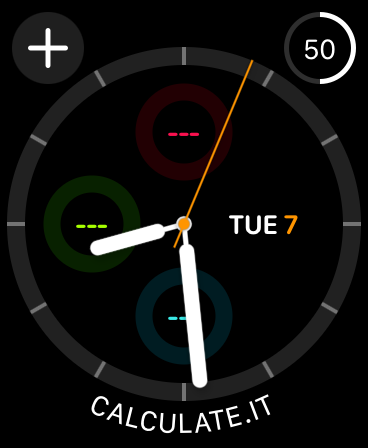 50
---
---
TUE 7
--
CALCULATE.IT